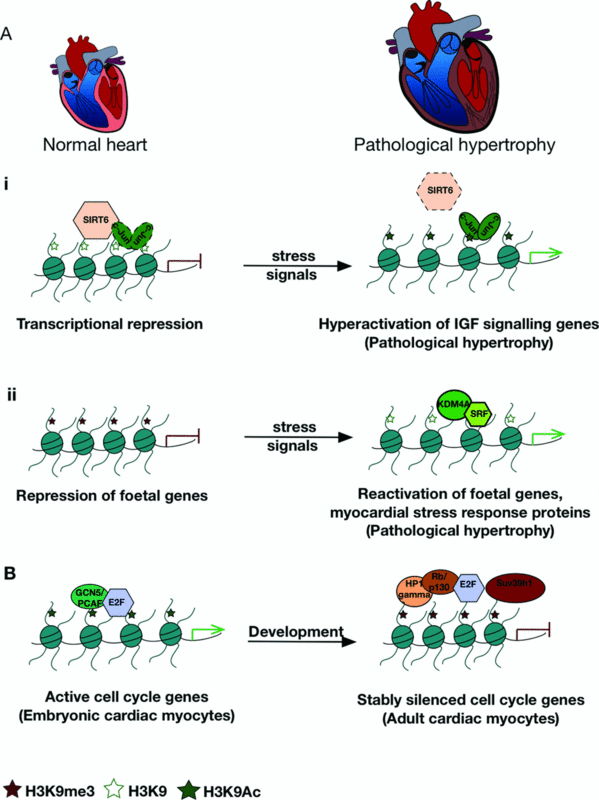 A
Normal heart
Pathological hypertrophy
i
SIRT6
c-Jun
c-Jun
SIRT6
c-Jun
c-Jun
stress
signals
Transcriptional repression
Hyperactivation of IGF signalling genes
(Pathological hypertrophy)
ii
KDM4A
SRF
stress
signals
Repression of foetal genes
Reactivation of foetal genes,
myocardial stress response proteins
(Pathological hypertrophy)
B
GCN5/
PCAF
E2F
HP1
gamma
Rb/
p130
E2F
Suv39h1
Development
Active cell cycle genes
(Embryonic cardiac myocytes)
Stably silenced cell cycle genes
(Adult cardiac myocytes)
H3K9me3
H3K9
H3K9Ac